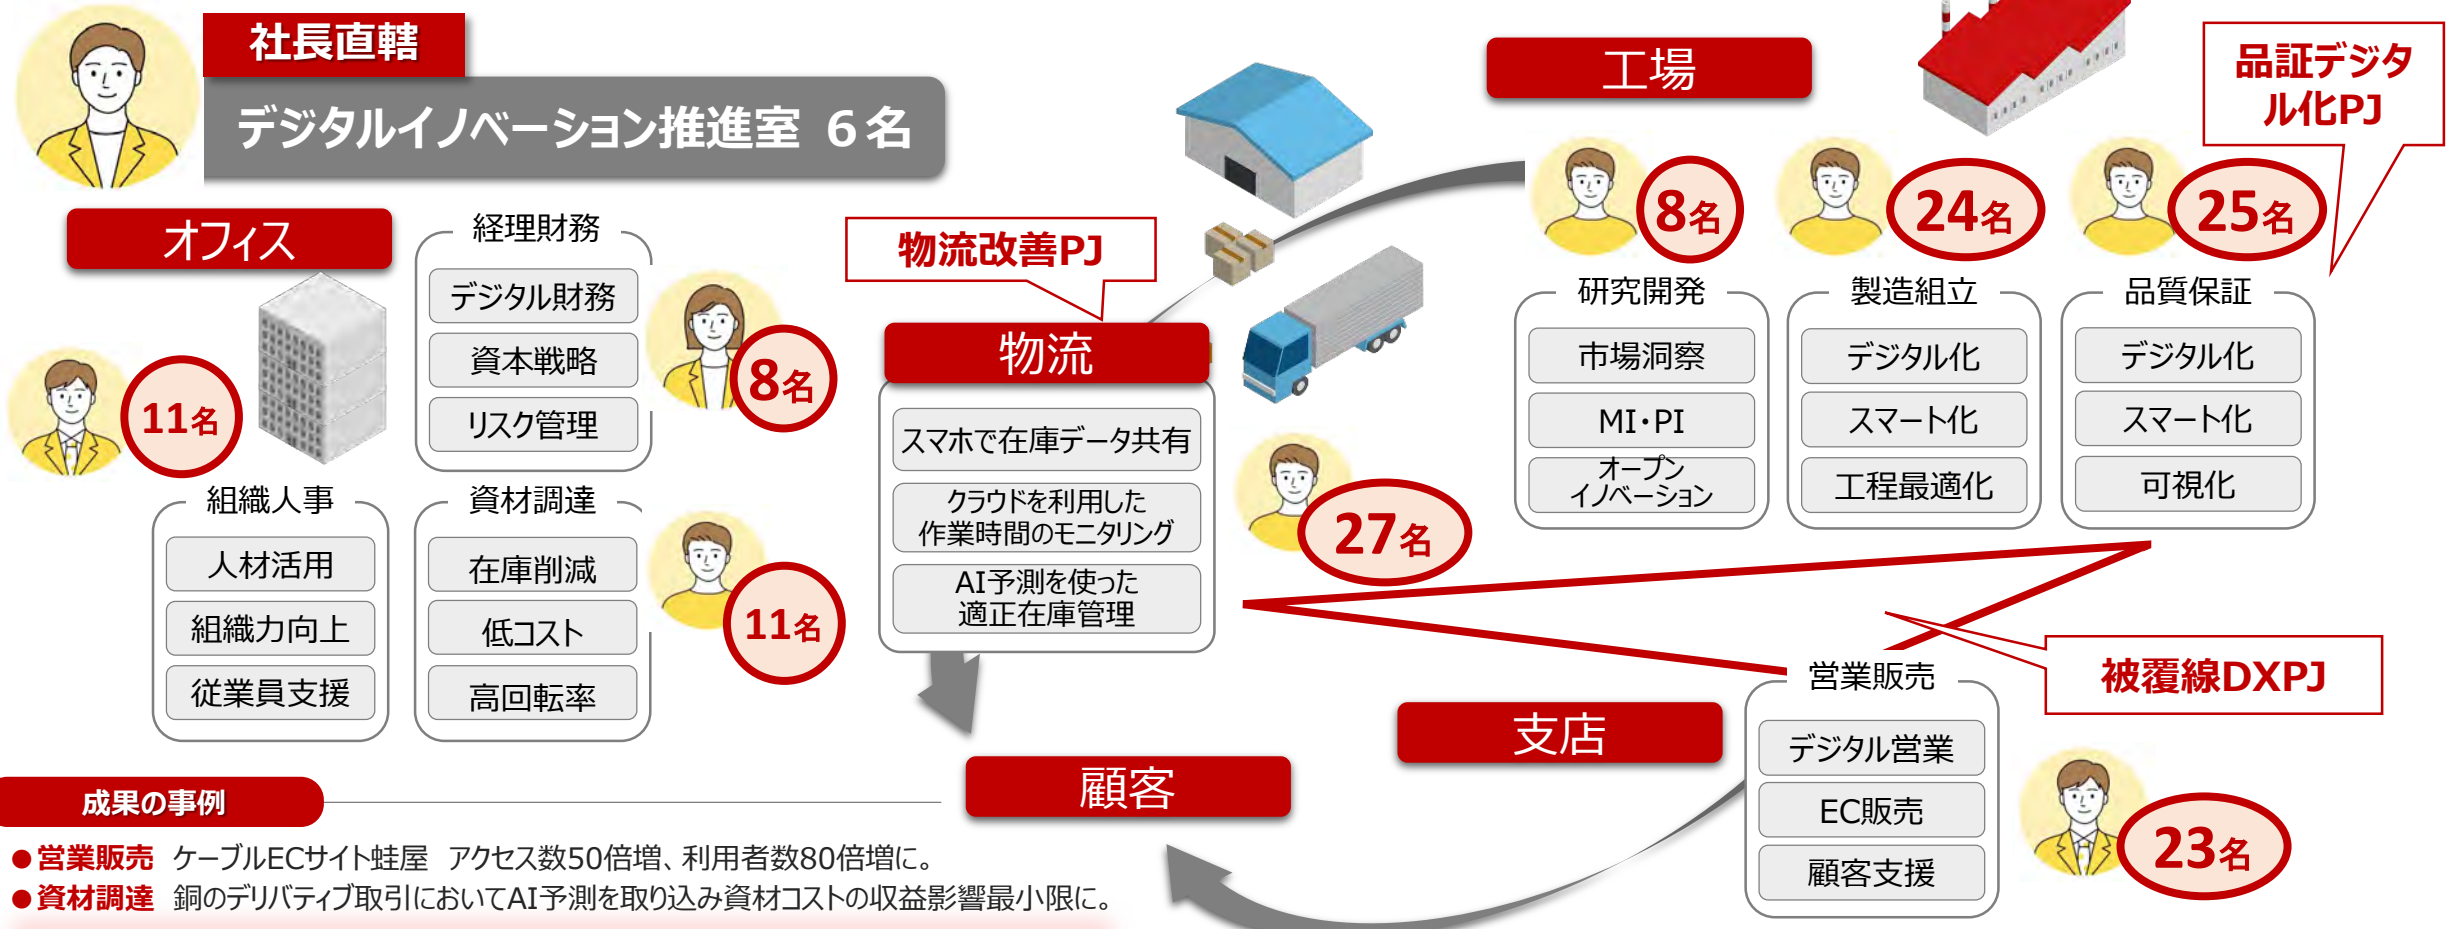 社長直轄
デジタルイノベーション推進室 6名
オフィス
11名
経理財務
デジタル財務
資本戦略
リスク管理
8名
組織人事
人材活用
組織力向上
従業員支援
資材調達
在庫削減
低コスト
高回転率
11名
物流改善PJ
物流
スマホで在庫データ共有
クラウドを利用した
作業時間のモニタリング
AI予測を使った
適正在庫管理
27名
工場
品証デジタ
ル化PJ
8名
研究開発
市場洞察
MI・PI
オープン
イノベーション
24名
製造組立
デジタル化
スマート化
工程最適化
25名
品質保証
デジタル化
スマート化
可視化
被覆線DXPJ
支店
営業販売
デジタル営業
EC販売
顧客支援
23名
顧客
成果の事例
●営業販売 ケーブルECサイト蛙屋 アクセス数50倍増、利用者数80倍増に。
●資材調達 銅のデリバティブ取引においてAI予測を取り込み資材コストの収益影響最小限に。